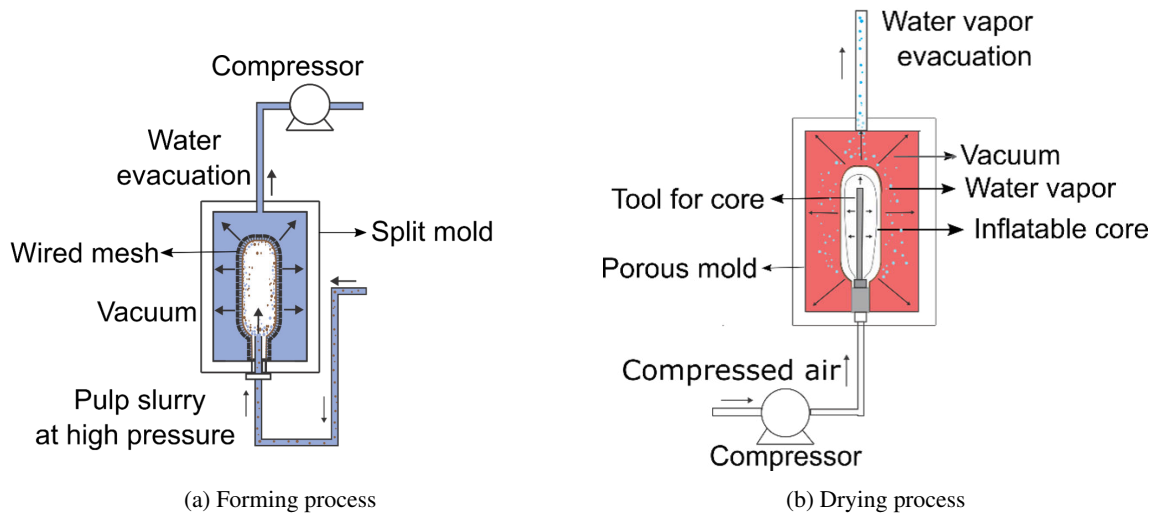 Compressor
Water
evacuation
Wired mesh
Split mold
Vacuum
Pulp slurry
at high pressure
(a) Forming process
Water vapor
evacuation
Vacuum
Water vapor
Tool for core
Inflatable core
Porous mold
Compressed air
Compressor
(b) Drying process